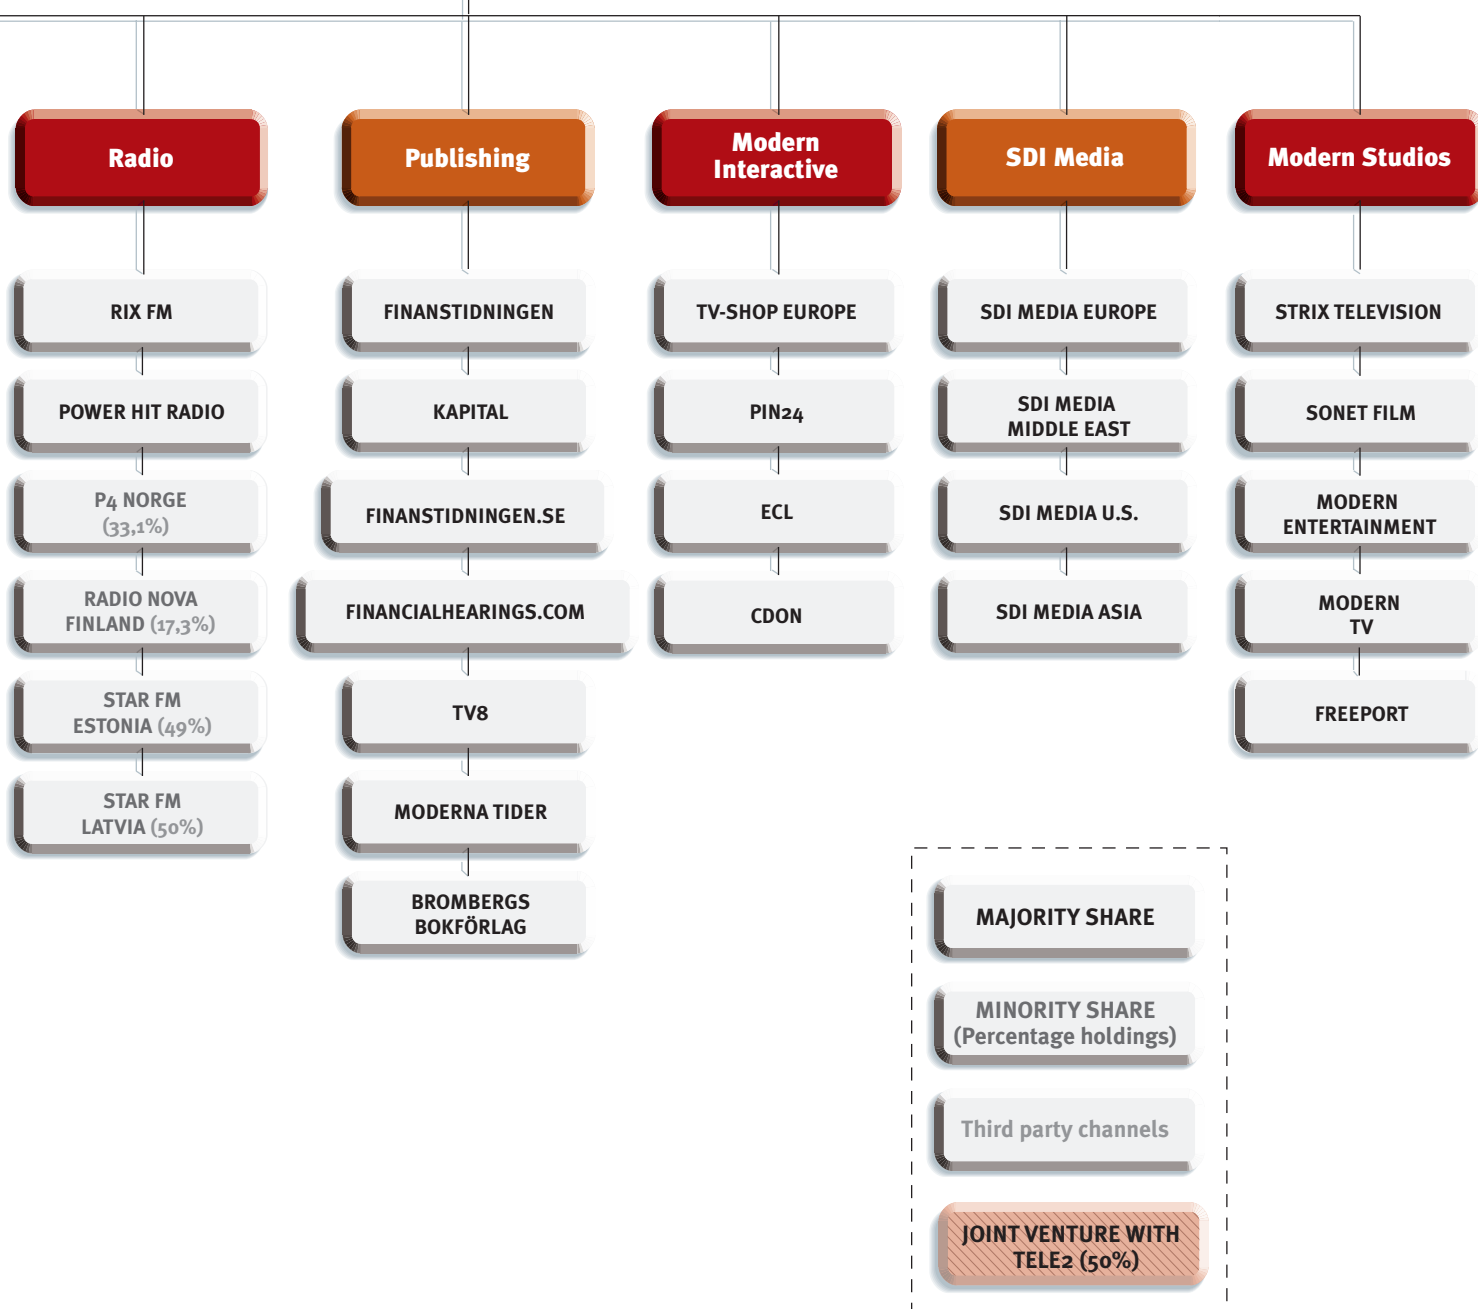 Radio
RIX FM
POWER HIT RADIO
P4 NORGE
(33,1%)
RADIO NOVA
FINLAND (17,3%)
STAR FM
ESTONIA (49%)
STAR FM
LATVIA (50%)
Publishing
FINANSTIDNINGEN
KAPITAL
FINANSTIDNINGEN.SE
FINANCIALHEARINGS.COM
TV8
MODERNA TIDER
BROMBERGS
BOKFÖRLAG
Modern
Interactive
TV-SHOP EUROPE
PIN24
ECL
CDON
SDI Media
SDI MEDIA EUROPE
SDI MEDIA
MIDDLE EAST
SDI MEDIA U.S.
SDI MEDIA ASIA
Modern Studios
STRIX TELEVISION
SONET FILM
MODERN
ENTERTAINMENT
MODERN
TV
FREEPORT
MAJORITY SHARE
MINORITY SHARE
(Percentage holdings)
Third party channels
JOINT VENTURE WITH
TELE2 (50%)